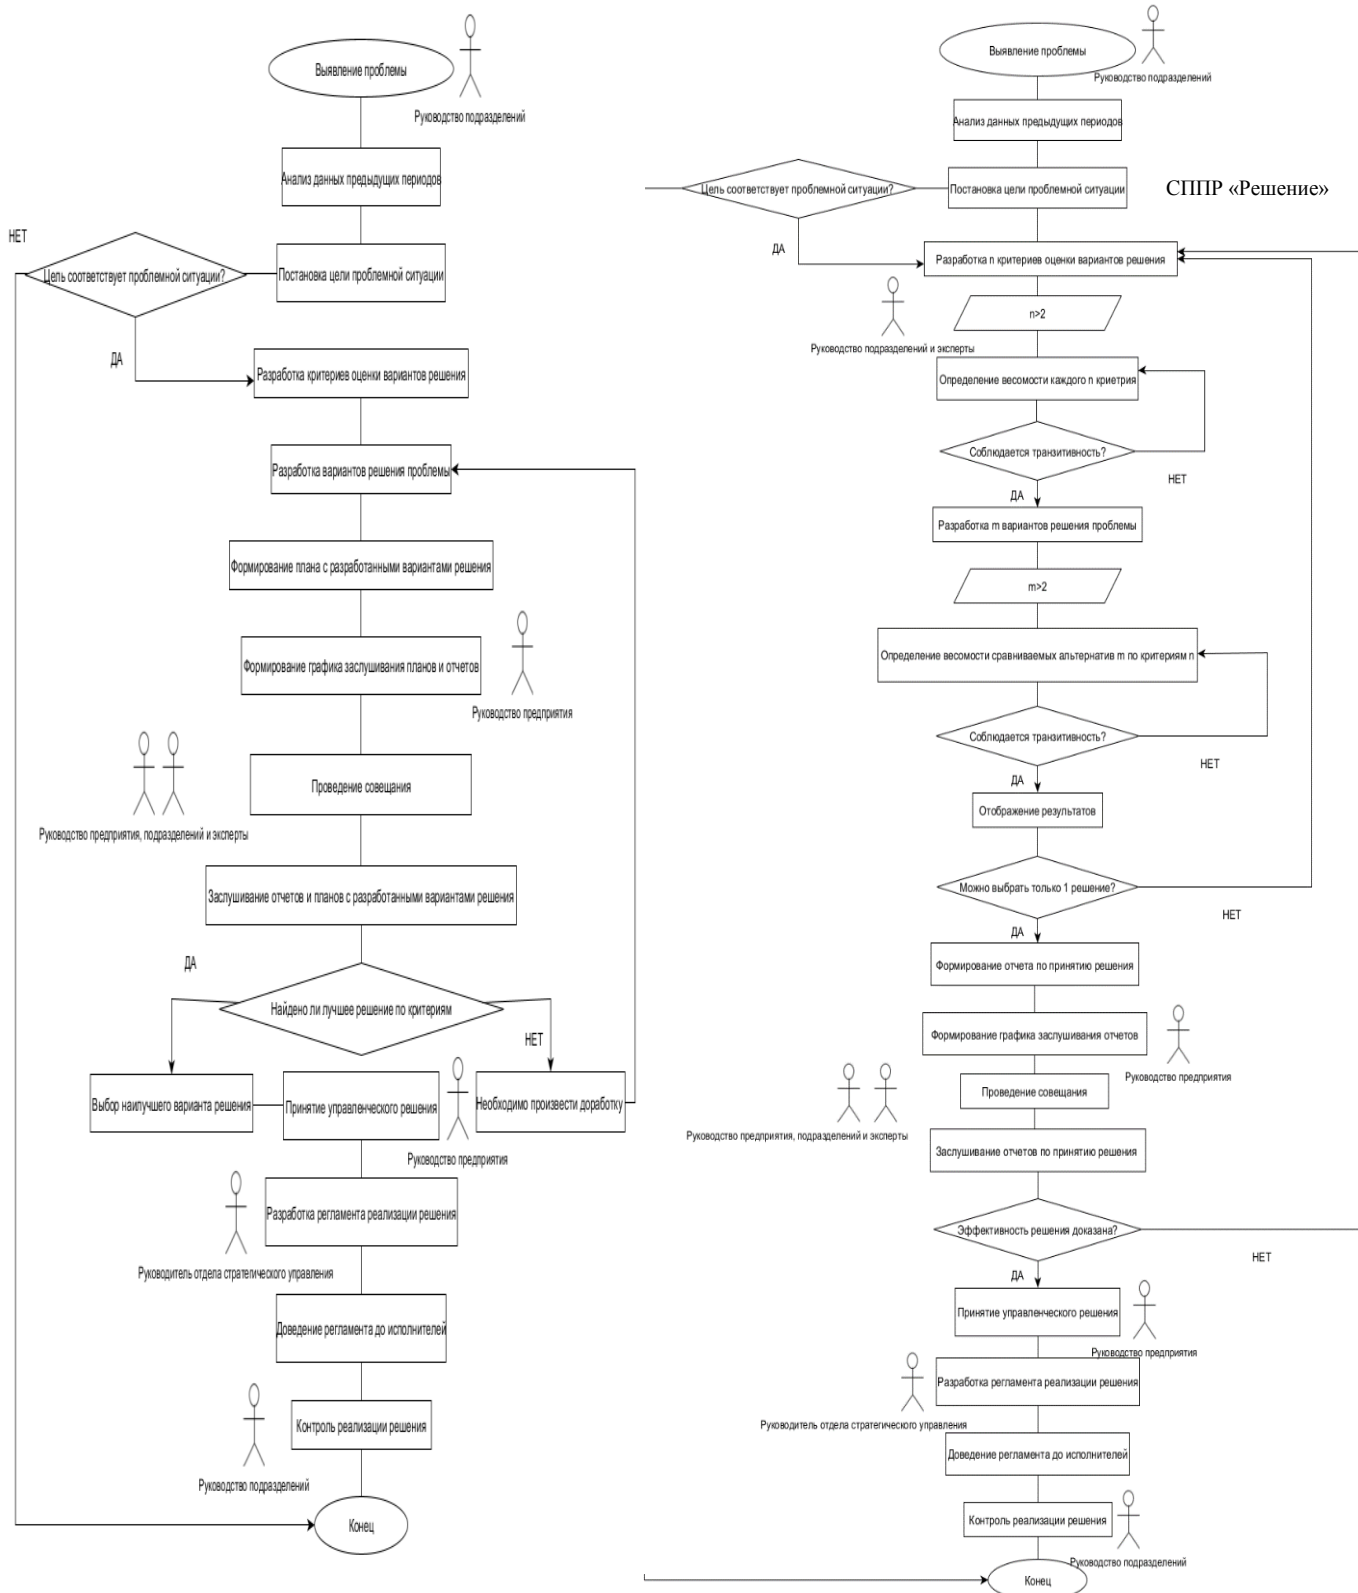 Выявление проблемы
Руководство подразделений
Анализ данных предыдущих периодов
НЕТ
Цель соответствует проблемной ситуации?
Постановка цели проблемной ситуации
ДА
Разработка критериев оценки вариантов решения
Разработка вариантов решения проблемы
Формирование плана с разработанными вариантами решения
Формирование графика заслушивания планов и отчетов
Руководство предприятия
Проведение совещания
Руководство предприятия, подразделений и эксперты
Заслушивание отчетов и планов с разработанными вариантами решения
ДА
Найдено ли лучшее решение по критериям
НЕТ
Выбор наилучшего варианта решения
Принятие управленческого решения
Необходимо произвести доработку
Руководство предприятия
Разработка регламента реализации решения
Руководитель отдела стратегического управления
Доведение регламента до исполнителей
Контроль реализации решения
Руководство подразделений
Конец
Выявление проблемы
Руководство подразделений
Анализ данных предыдущих периодов
Цель соответствует проблемной ситуации?
Постановка цели проблемной ситуации
СППР «Решение»
ДА
Разработка n критериев оценки вариантов решения
n>2
Руководство подразделений и эксперты
Определение весомости каждого n криетрия
Соблюдается транзитивность?
НЕТ
ДА
Разработка m вариантов решения проблемы
m>2
Определение весомости сравниваемых альтернатив m по критериям n
Соблюдается транзитивность?
НЕТ
ДА
Отображение результатов
Можно выбрать только 1 решение?
НЕТ
ДА
Формирование отчета по принятию решения
Формирование графика заслушивания отчетов
Руководство предприятия
Проведение совещания
Руководство предприятия, подразделений и эксперты
Заслушивание отчетов по принятию решения
Эффективность решения доказана?
НЕТ
ДА
Принятие управленческого решения
Руководство предприятия
Разработка регламента реализации решения
Руководитель отдела стратегического управления
Доведение регламента до исполнителей
Контроль реализации решения
Руководство подразделений
Конец